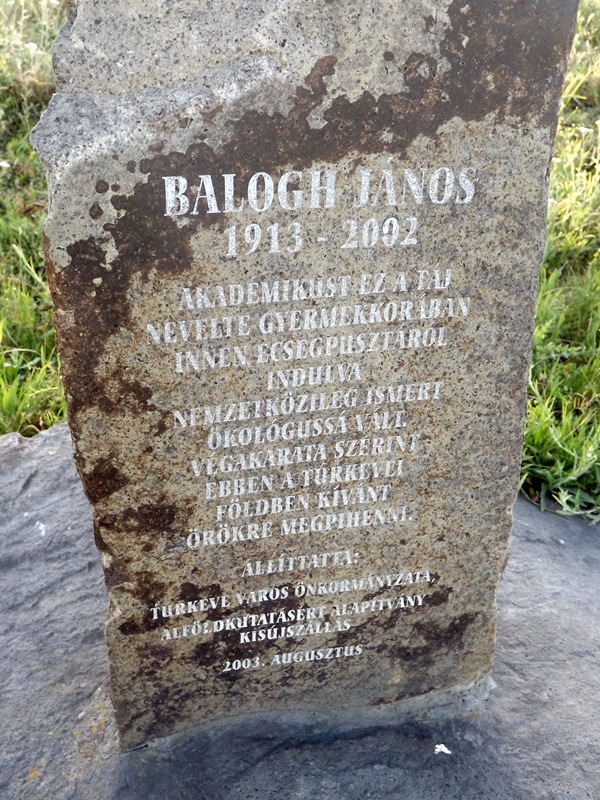 BALOGH JÁNOS
1913 - 2002
AKADÉMIKUST EZ A TÁJ
NEVELTE GYERMEKKORÁBAN
INNEN, ECSEGPUSZTÁRÓL
INDULVA
NEMZETKÖZILEG ISMERT
ÖKOLÓGUSSÁ VÁLT.
VÉGAKARATA SZERINT
EBBEN A TÚRKEVEI
FÖLDBEN KÍVÁNT
ÖRÖKRE MEGPIHENNI.
ÁLLÍTTATTA:
TÚRKEVE VÁROS ÖNKORMÁNYZATA,
ALFÖLDKUTATÁSÉRT ALAPÍTVÁNY
KISÚJSZÁLLÁS
2003. AUGUSZTUS